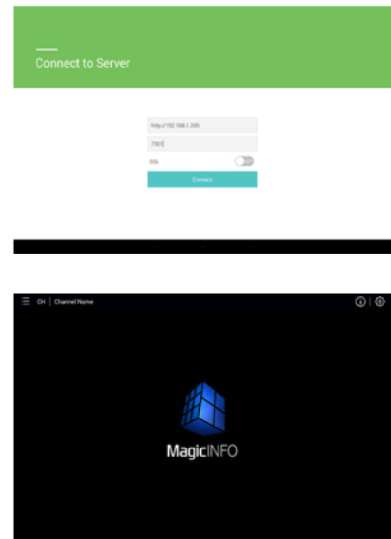 Connect to Server
http://192.168.1.200
7001
SSL
Connect
CH Channel Name
MagicINFO